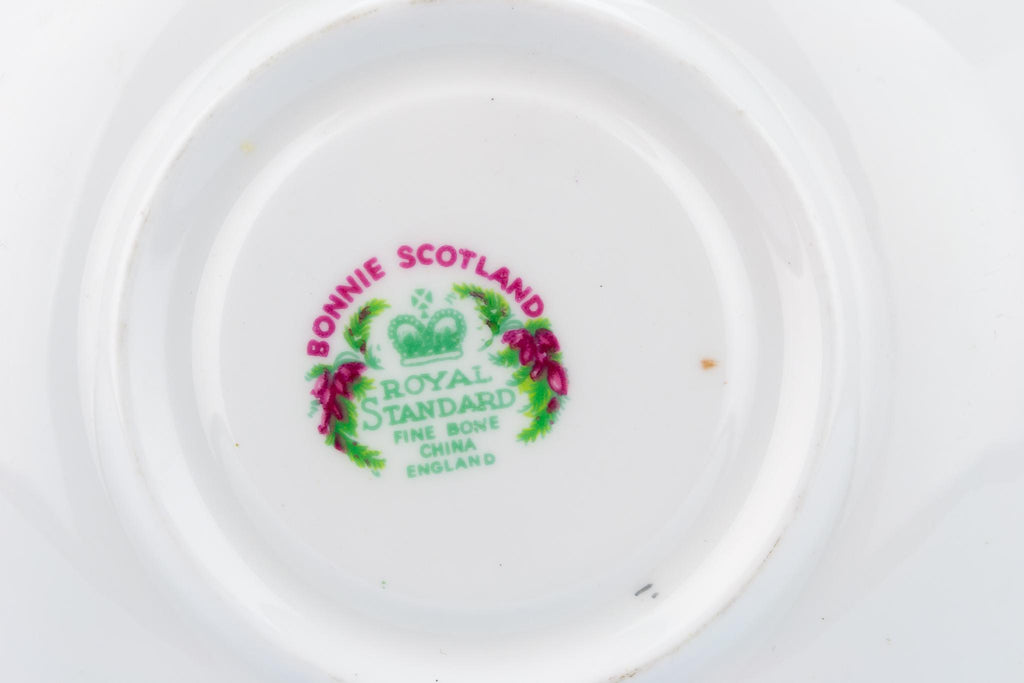 BONNIE SCOTLAND
ROYAL
STANDARD
FINE BONE
CHINA
ENGLAND